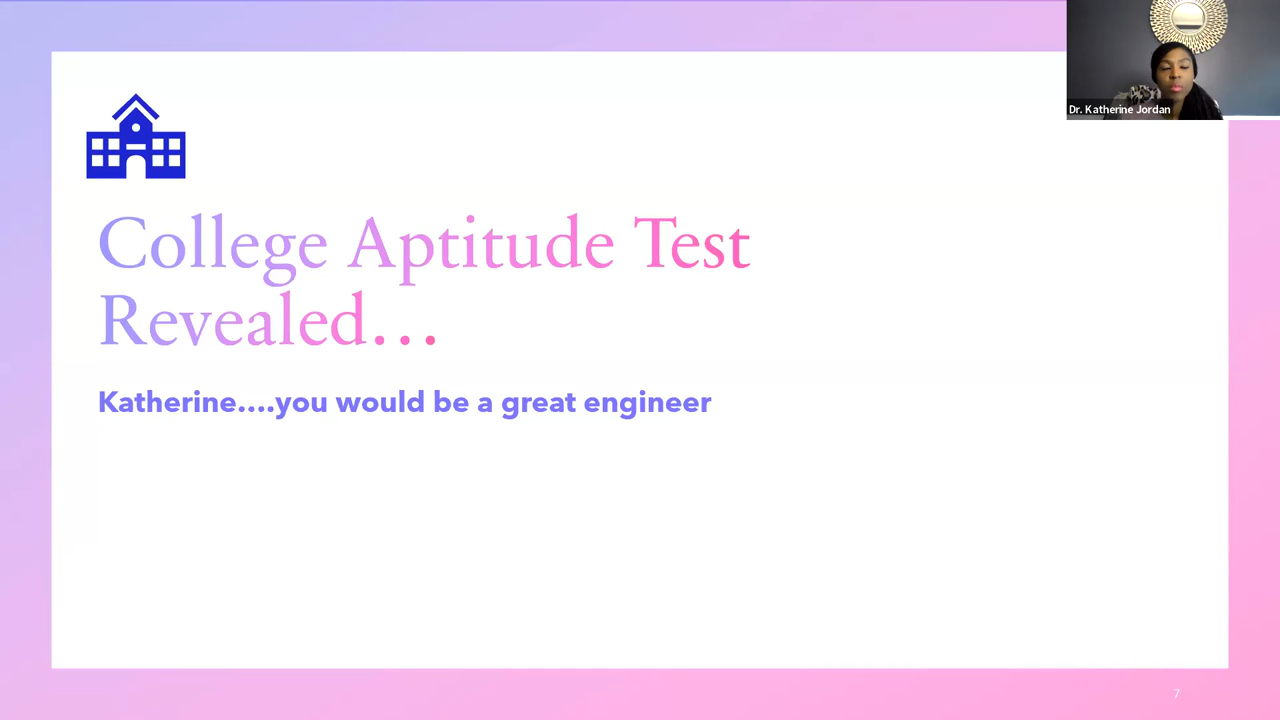 Dr. Katherine Jordan
College Aptitude Test
Revealed…
Katherine….you would be a great engineer
7